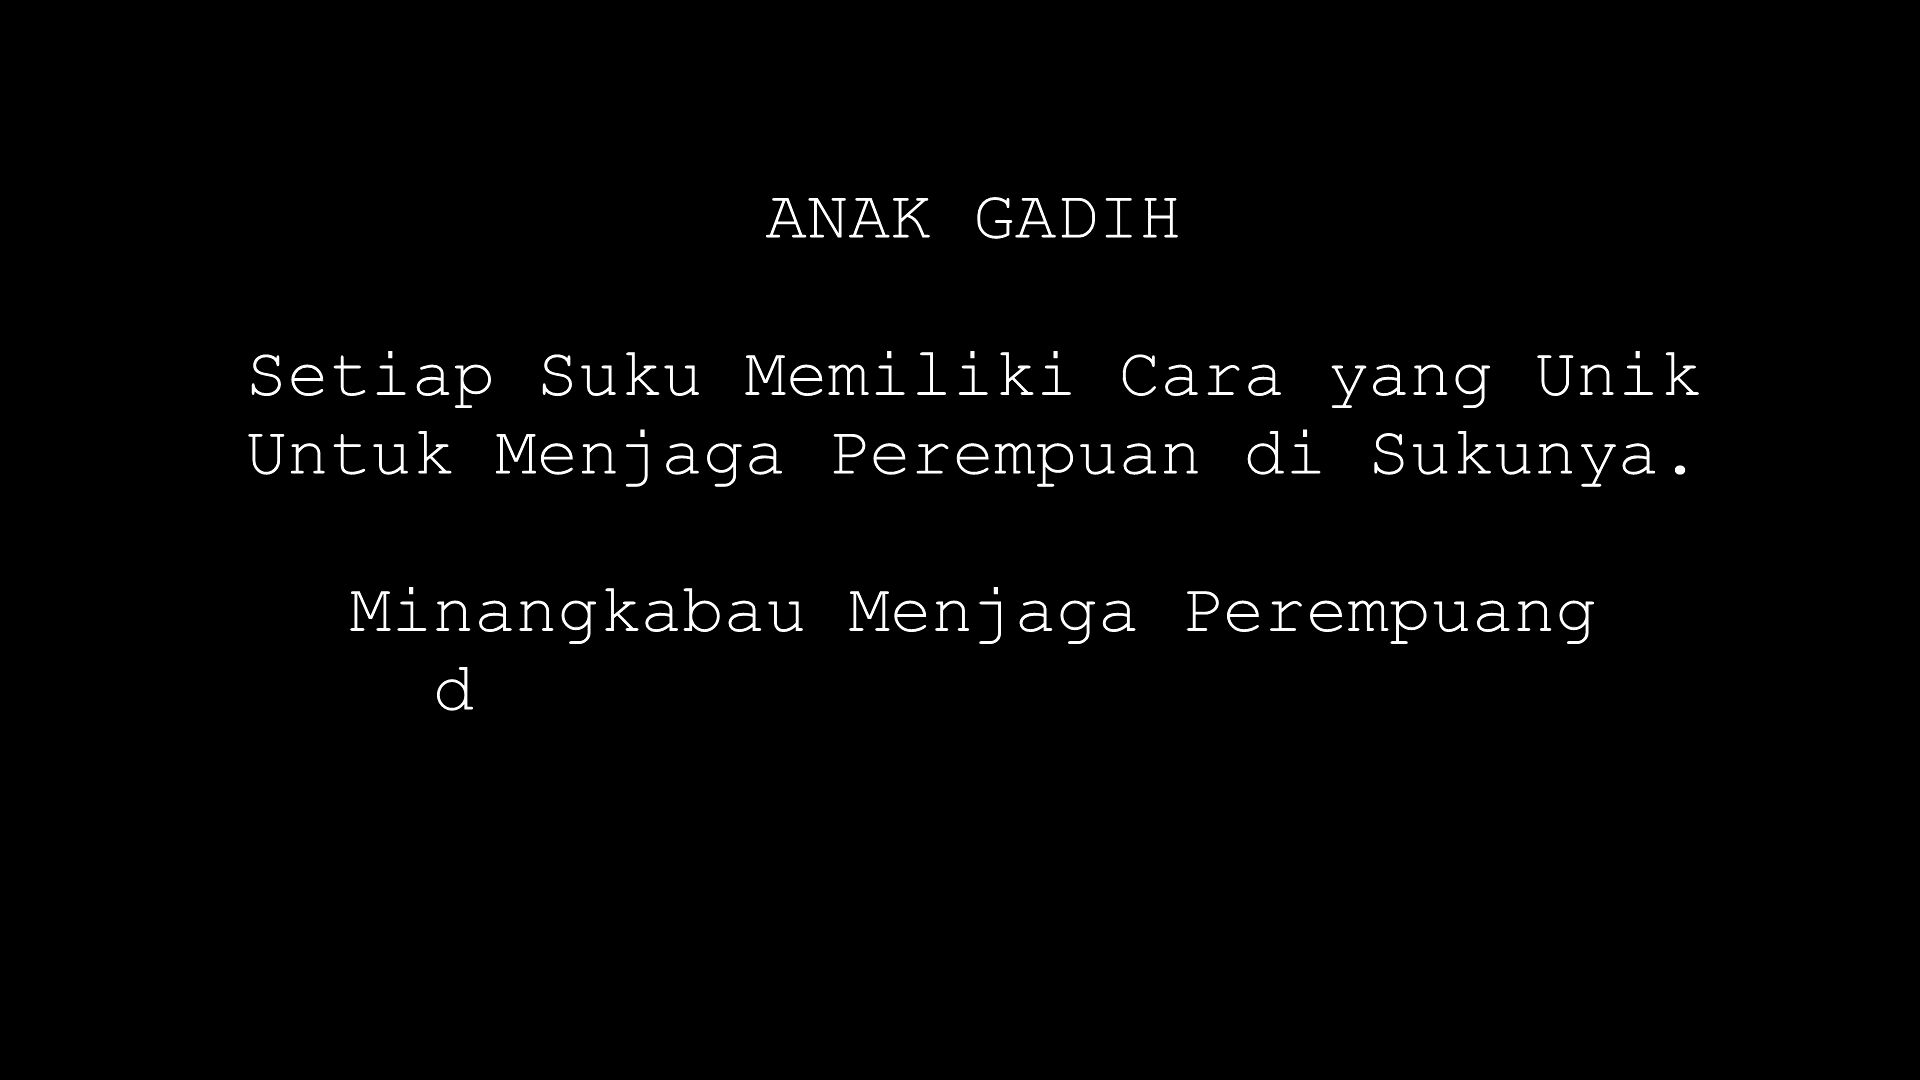 ANAK GADIH
Setiap Suku Memiliki Cara yang Unik
Untuk Menjaga Perempuan di Sukunya.
Minangkabau Menjaga Perempuang
d